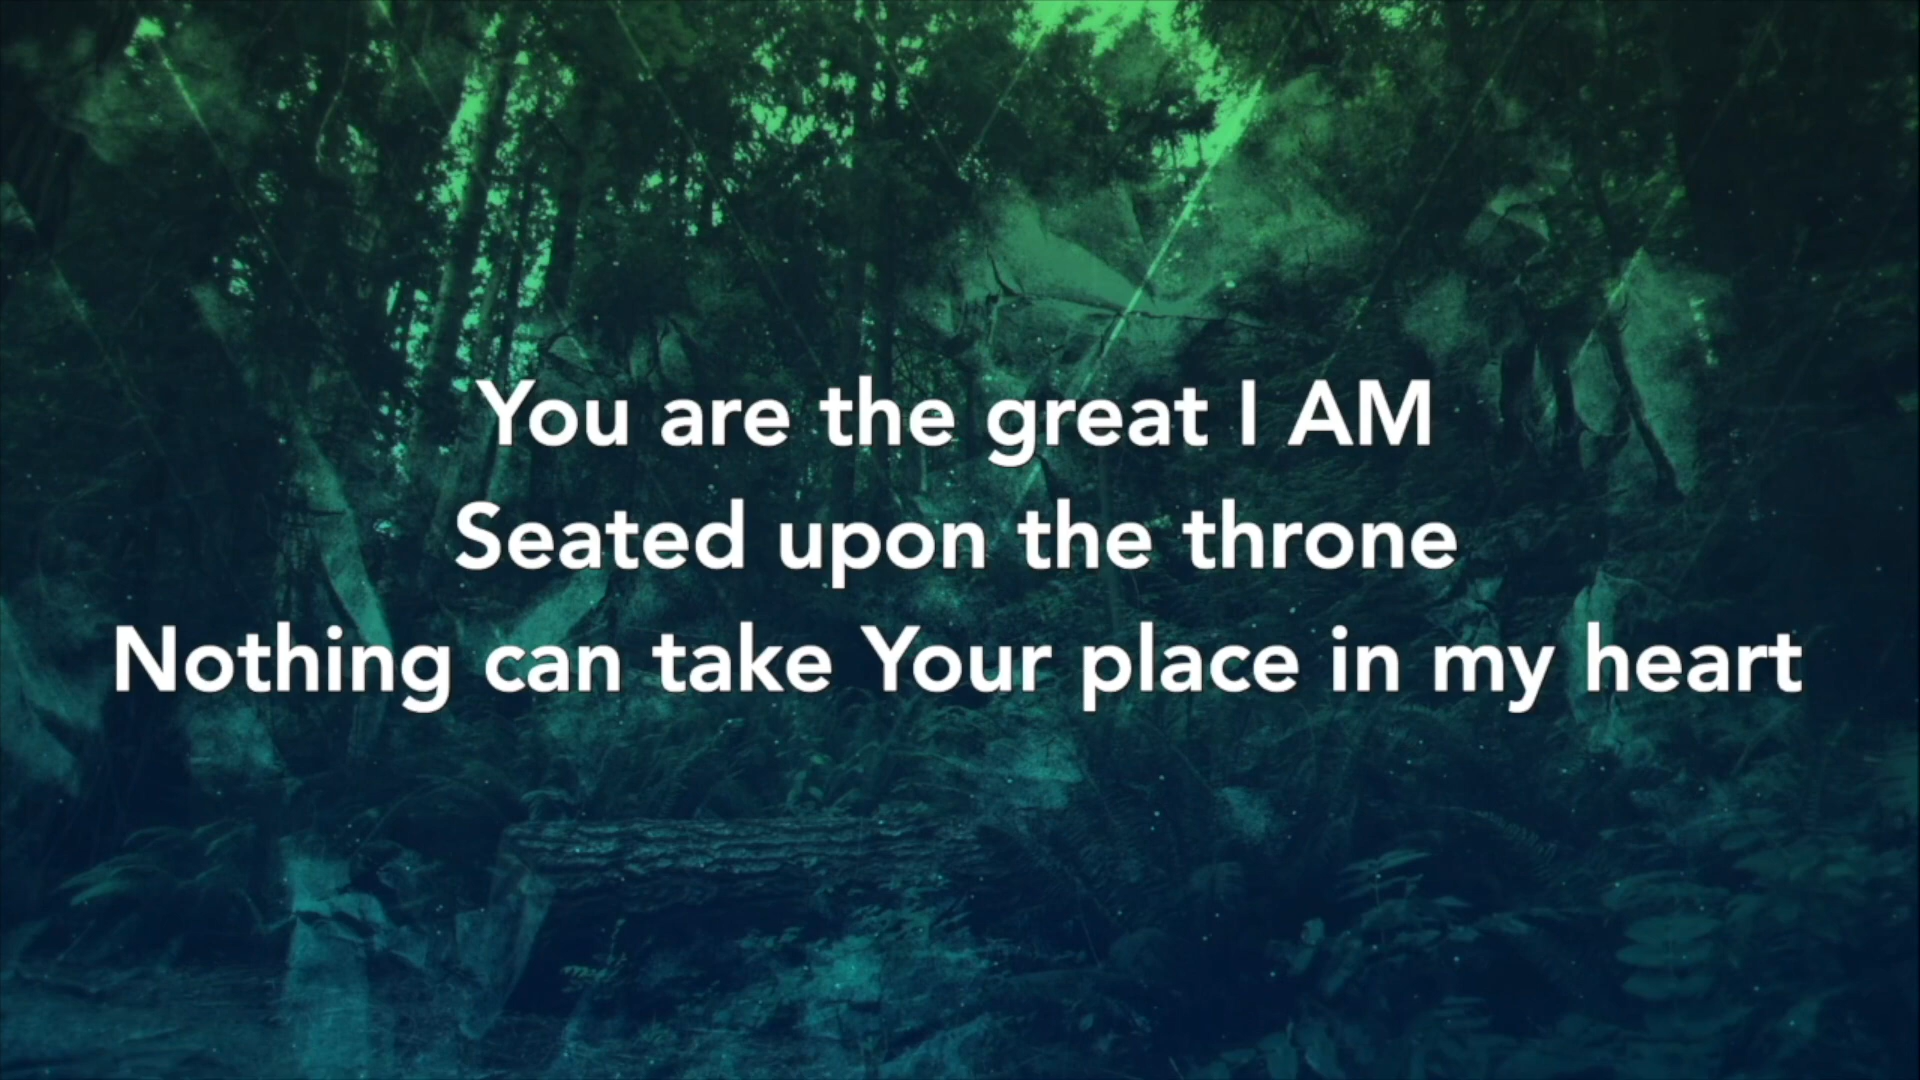 You are the great I AM
Seated upon the throne
Nothing can take Your place in my heart